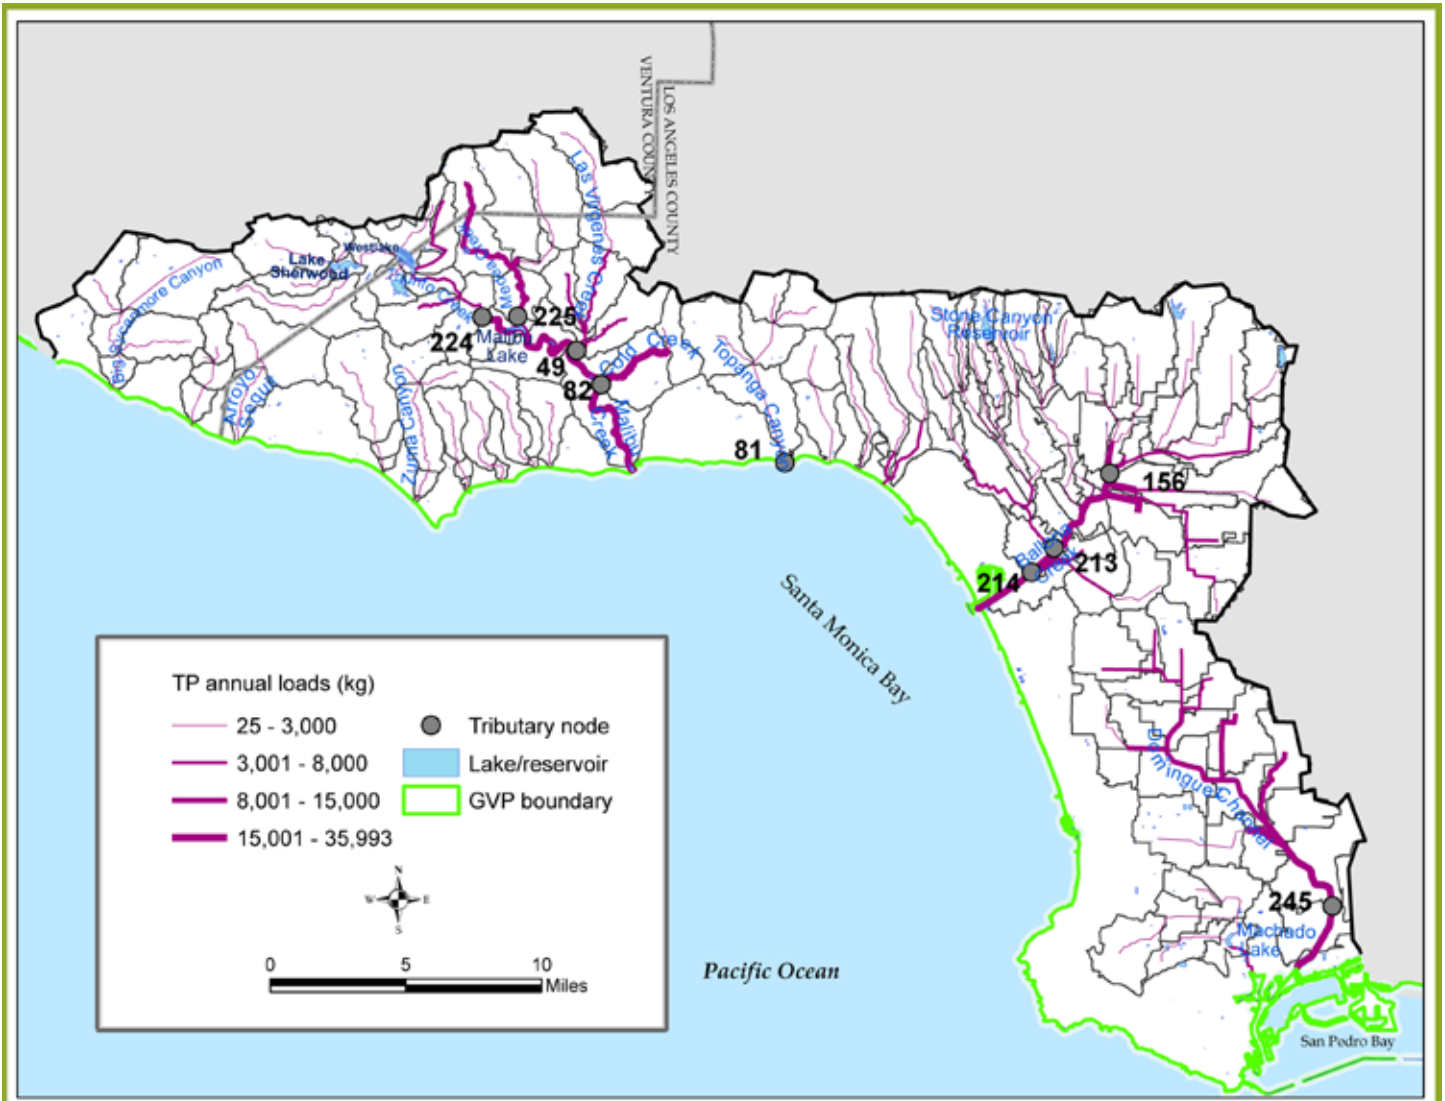 VENTURA COUNTY
LOS ANGELES COUNTY
Las Virgenes Creek
Westlake
Lake
Sherwood
Big Sycamore Canyon
Medea Creek
Triunfo Creek
225
224
Malibu
Lake
49
Cold Creek
82
Malibu
Creek
Arroyo
Sequit
Zuma Canyon
Topanga Canyon
81
Stone Canyon
Reservoir
156
Ballona
Creek
213
214
Santa Monica Bay
Dominguez Channel
245
Machado
Lake
San Pedro Bay
Pacific Ocean
TP annual loads (kg)
25 - 3,000
3,001 - 8,000
8,001 - 15,000
15,001 - 35,993
Tributary node
Lake/reservoir
GVP boundary
N
W E
S
0 5 10
Miles